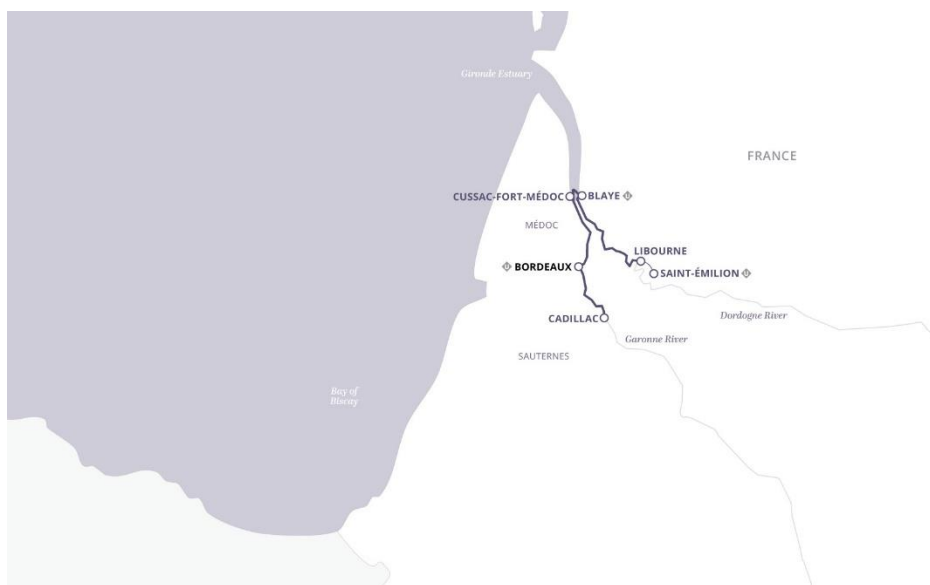 Gironde Estuary
FRANCE
CUSSAC-FORT-MÉDOC
BLAYE
MÉDOC
LIBOURNE
BORDEAUX
SAINT-ÉMILION
CADILLAC
Dordogne River
Garonne River
SAUTERNES
Bay of
Biscay